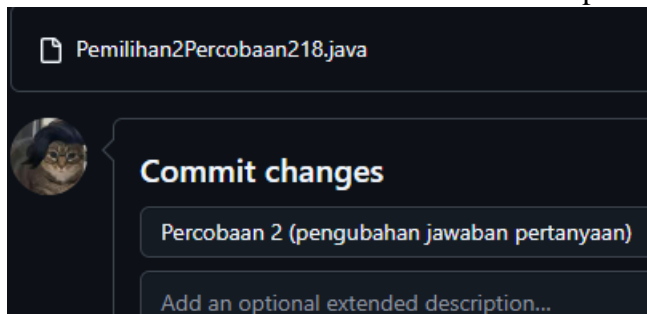 Pemilihan2Percobaan218.java
Commit changes
Percobaan 2 (pengubahan jawaban pertanyaan)
Add an optional extended description...